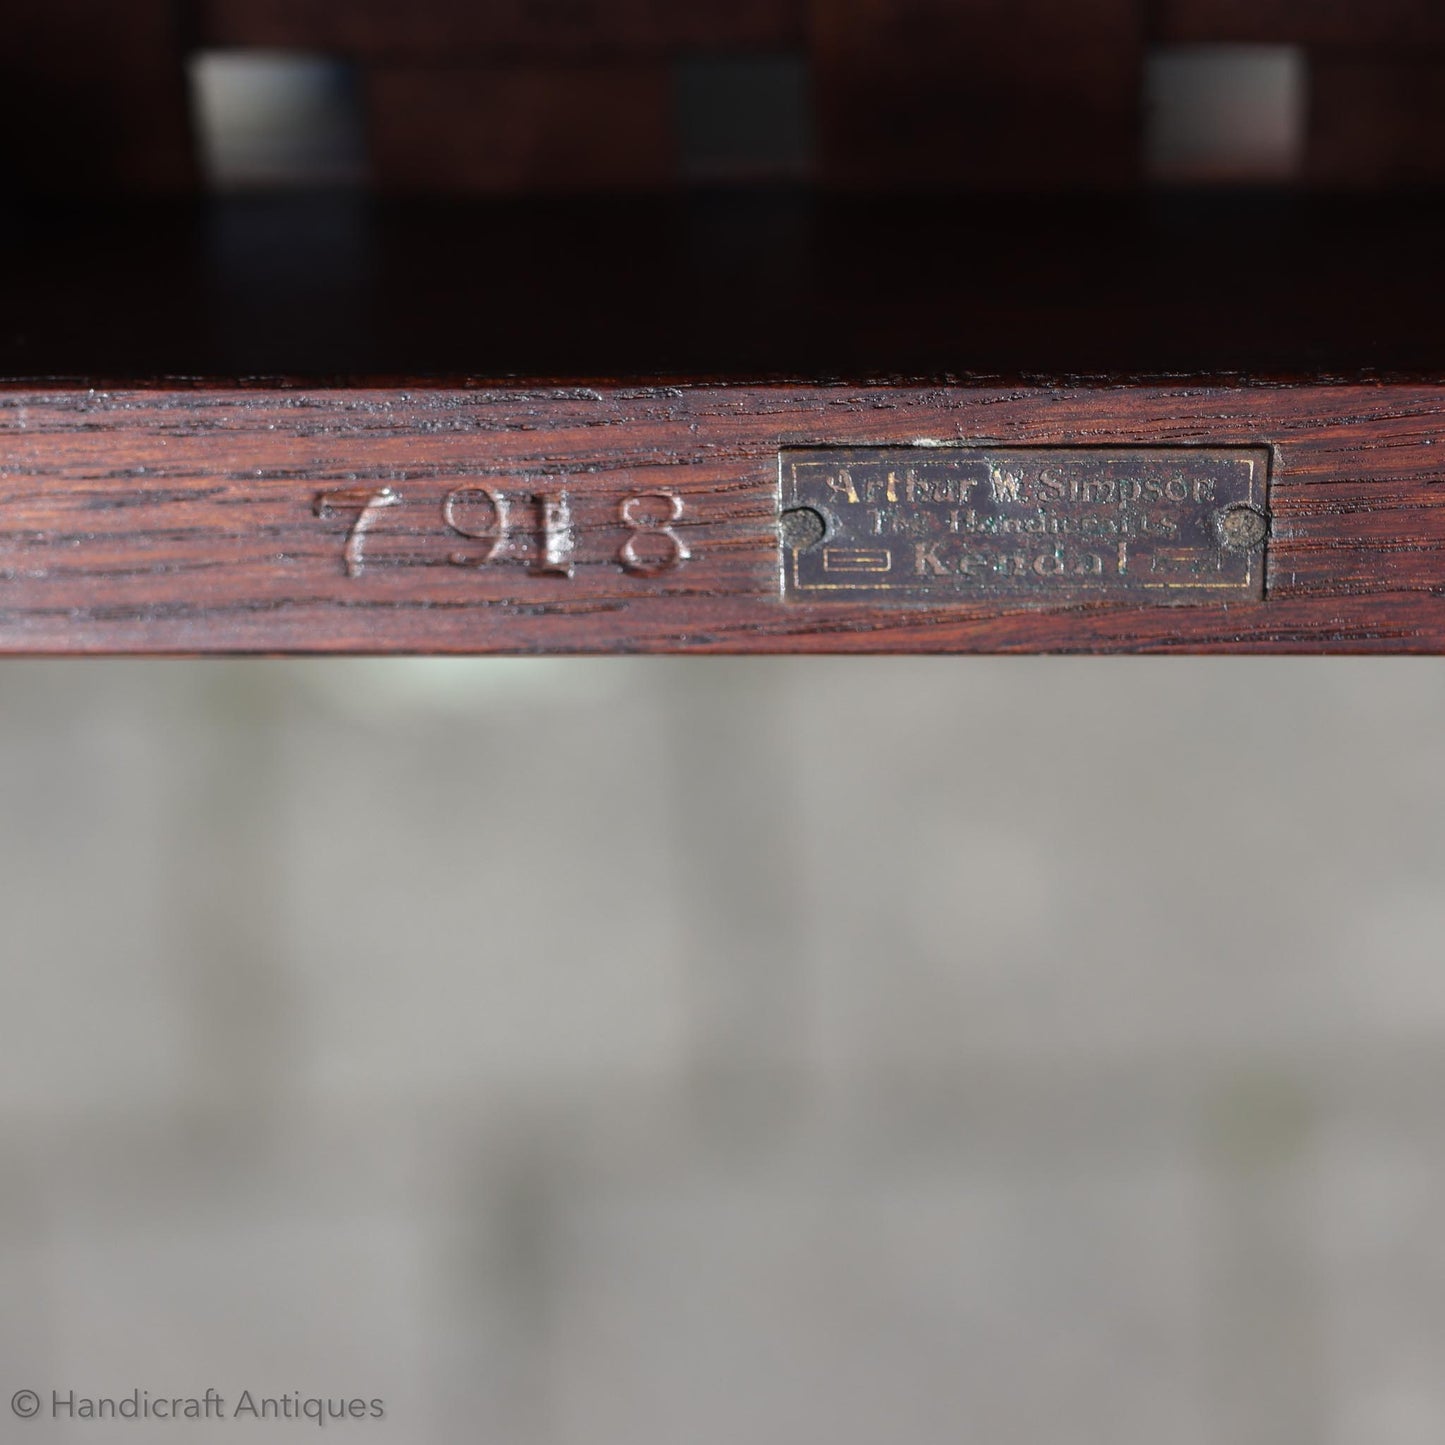 7918
Arthur W. Simpson
The Handicrafts
Kendal
© Handicraft Antiques